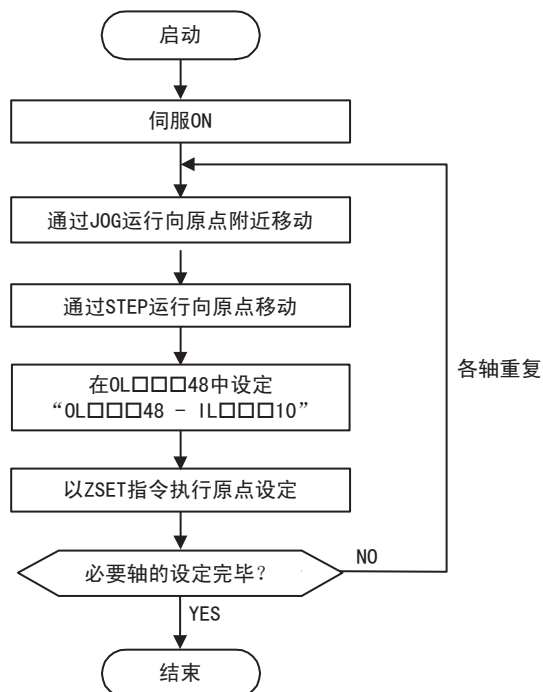 启动
伺服ON
通过JOG运行向原点附近移动
通过STEP运行向原点移动
在OL□□□48中设定
“OL□□□48 - IL□□□10”
各轴重复
以ZSET指令执行原点设定
必要轴的设定完毕？
NO
YES
结束